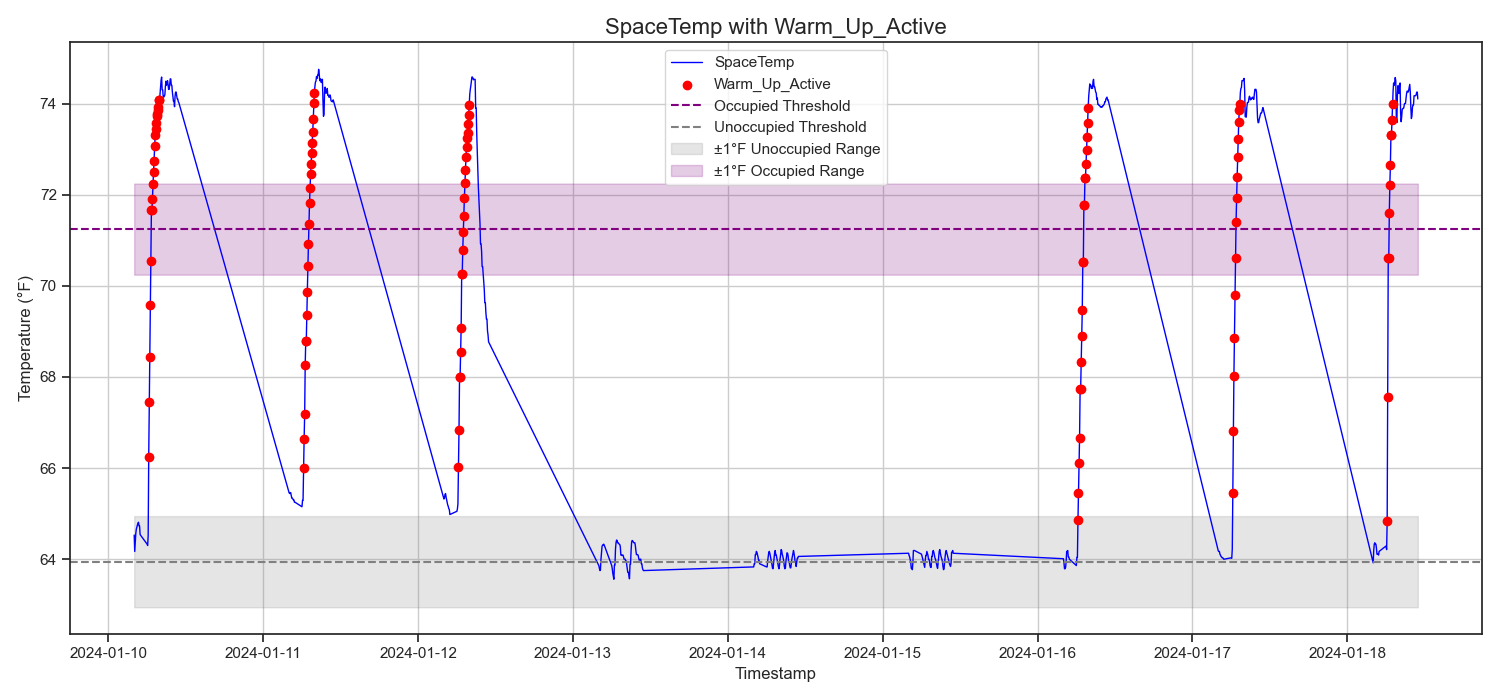 SpaceTemp with Warm_Up_Active
SpaceTemp
Warm_Up_Active
Occupied Threshold
Unoccupied Threshold
±1°F Unoccupied Range
±1°F Occupied Range
Temperature (°F)
74
72
70
68
66
64
2024-01-10
2024-01-11
2024-01-12
2024-01-13
2024-01-14
2024-01-15
2024-01-16
2024-01-17
2024-01-18
Timestamp